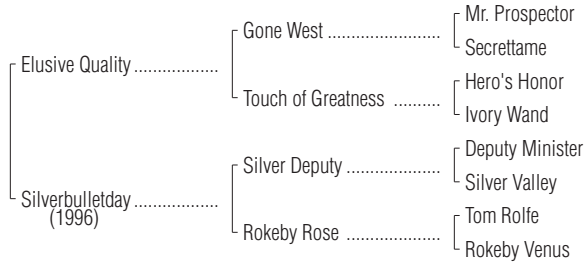 Mr. Prospector
Gone West ....................
Secrettame
Elusive Quality ...............
Hero's Honor
Touch of Greatness ........
Ivory Wand
Deputy Minister
Silver Deputy .................
Silver Valley
Silverbulletday ...............
(1996)
Tom Rolfe
Rokeby Rose .................
Rokeby Venus